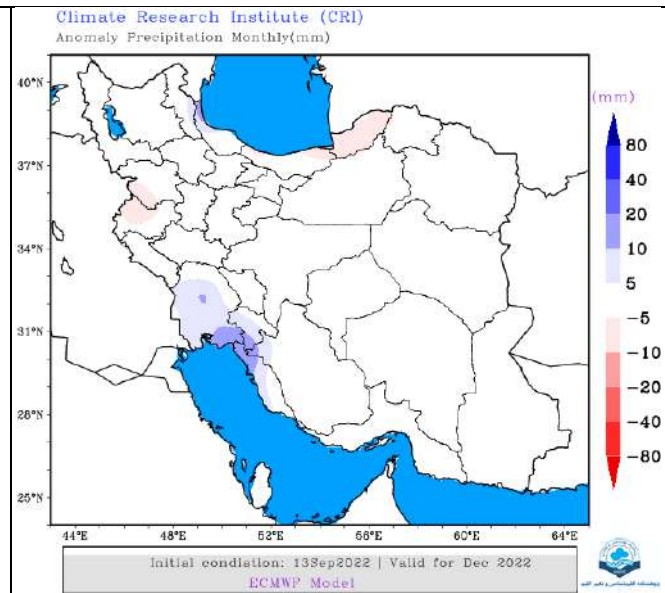 Climate Research Institute (CRI)
Anomaly Precipitation Monthly(mm)
40°N
37°N
34°N
31°N
28°N
25°N
44°E 48°E 52°E 56°E 60°E 64°E
(mm)
80
40
20
10
5
−5
−10
−20
−40
−80
Initial condiation: 13Sep2022 | Valid for Dec 2022
ECMWF Model